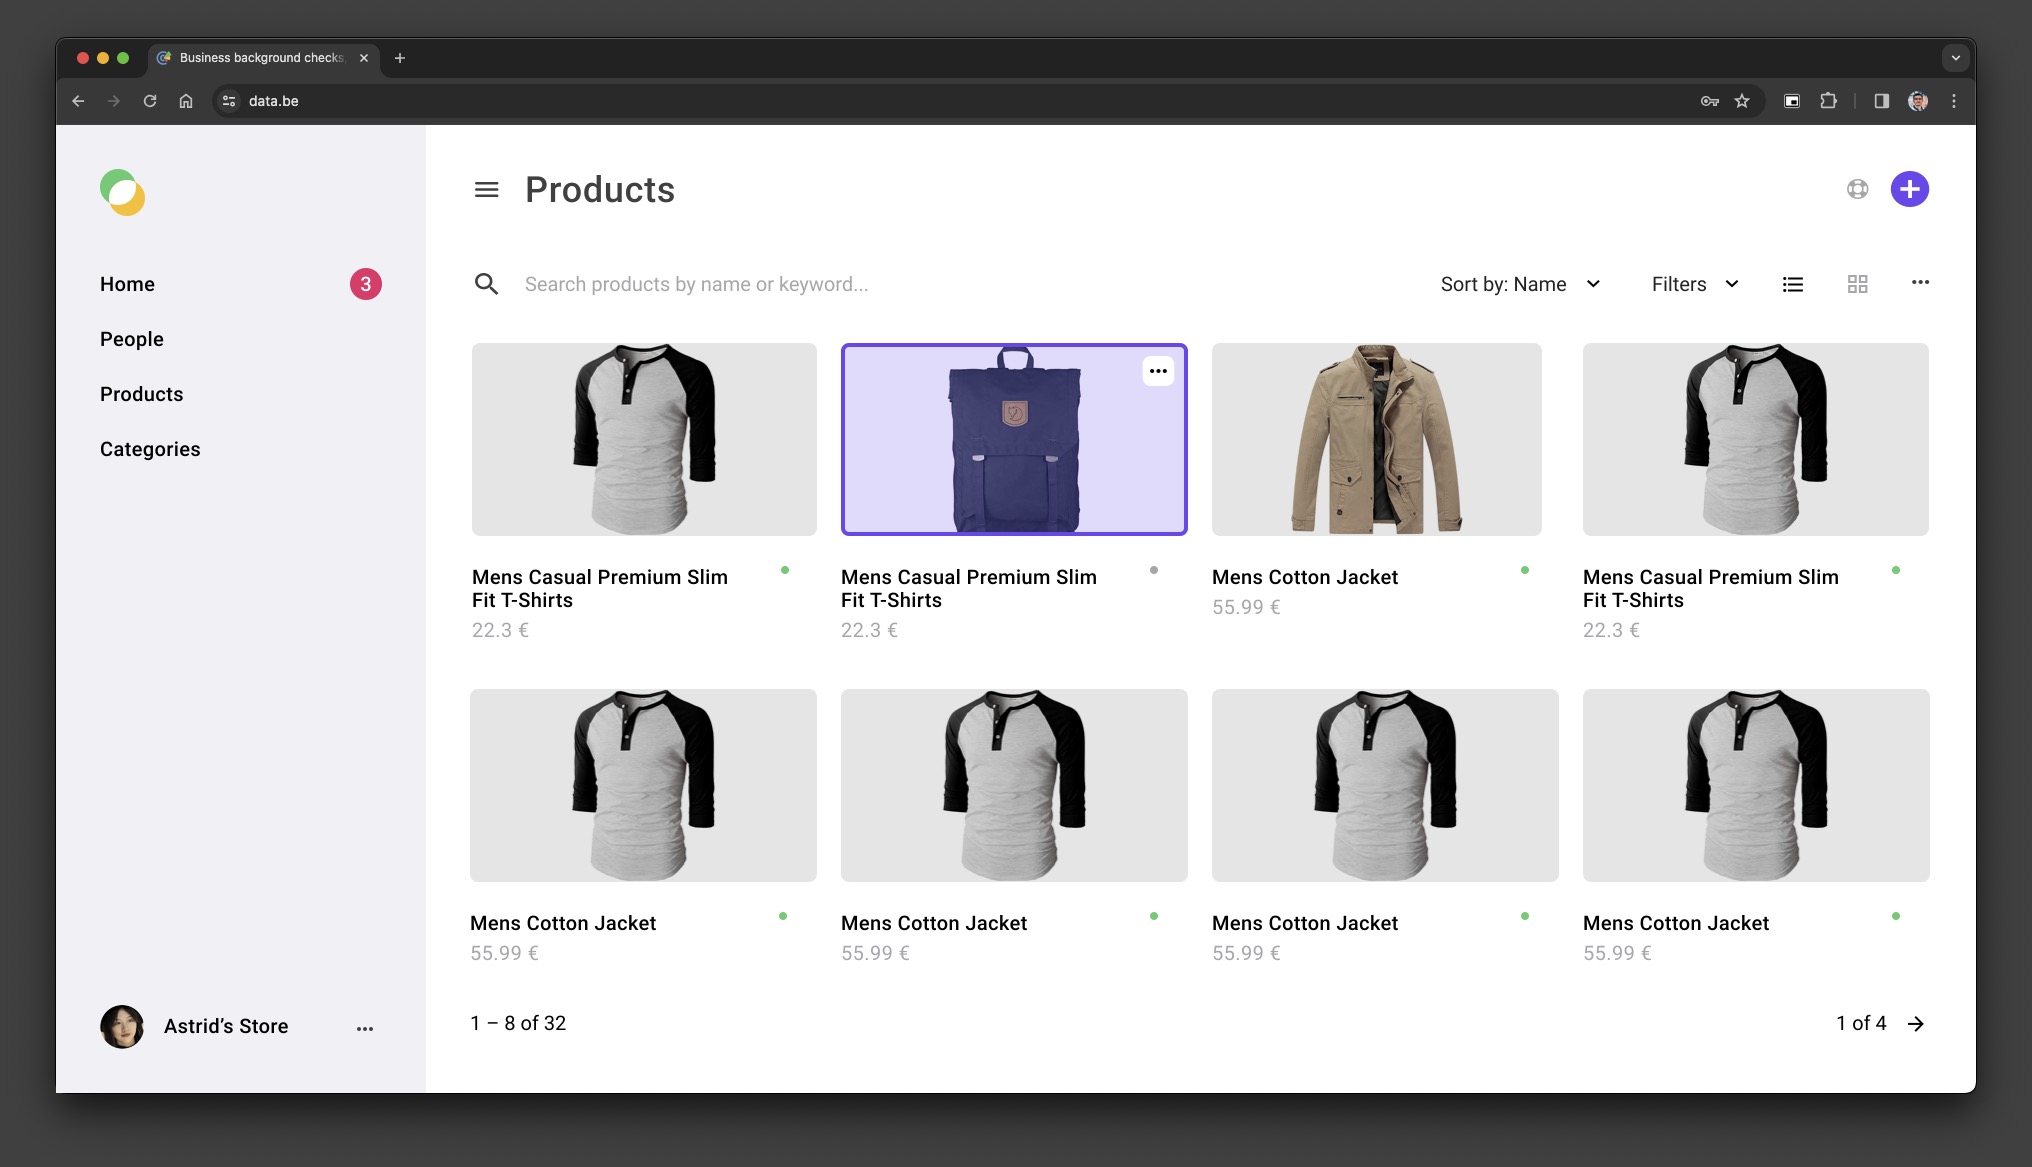 Business background checks,
data.be
Products
Home
3
People
Products
Categories
Search products by name or keyword...
Sort by: Name
Filters
Mens Casual Premium Slim
Fit T-Shirts
22.3 €
Mens Casual Premium Slim
Fit T-Shirts
22.3 €
Mens Cotton Jacket
55.99 €
Mens Casual Premium Slim
Fit T-Shirts
22.3 €
Mens Cotton Jacket
55.99 €
Mens Cotton Jacket
55.99 €
Mens Cotton Jacket
55.99 €
Mens Cotton Jacket
55.99 €
Astrid’s Store
1 – 8 of 32
1 of 4